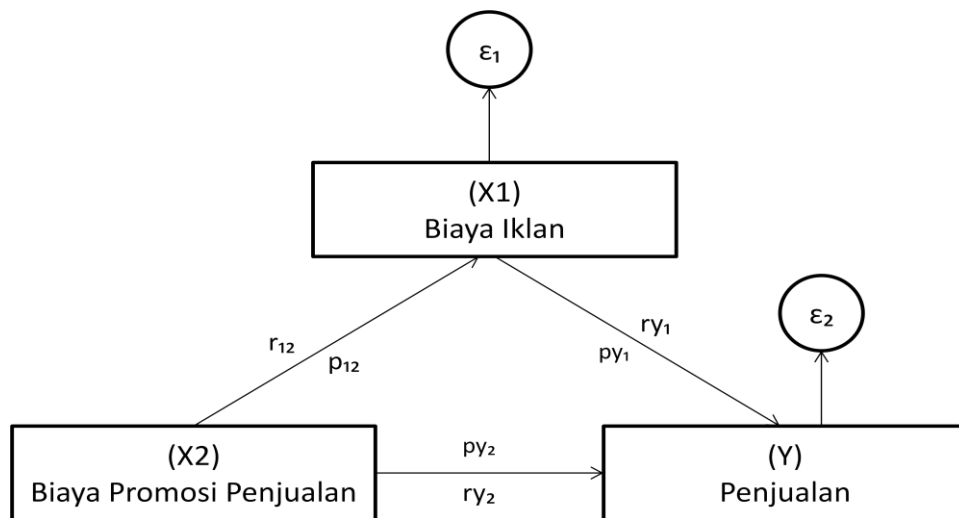 ε₁
(X1)
Biaya Iklan
ε₂
r₁₂
p₁₂
ry₁
py₁
(X2)
Biaya Promosi Penjualan
py₂
ry₂
(Y)
Penjualan